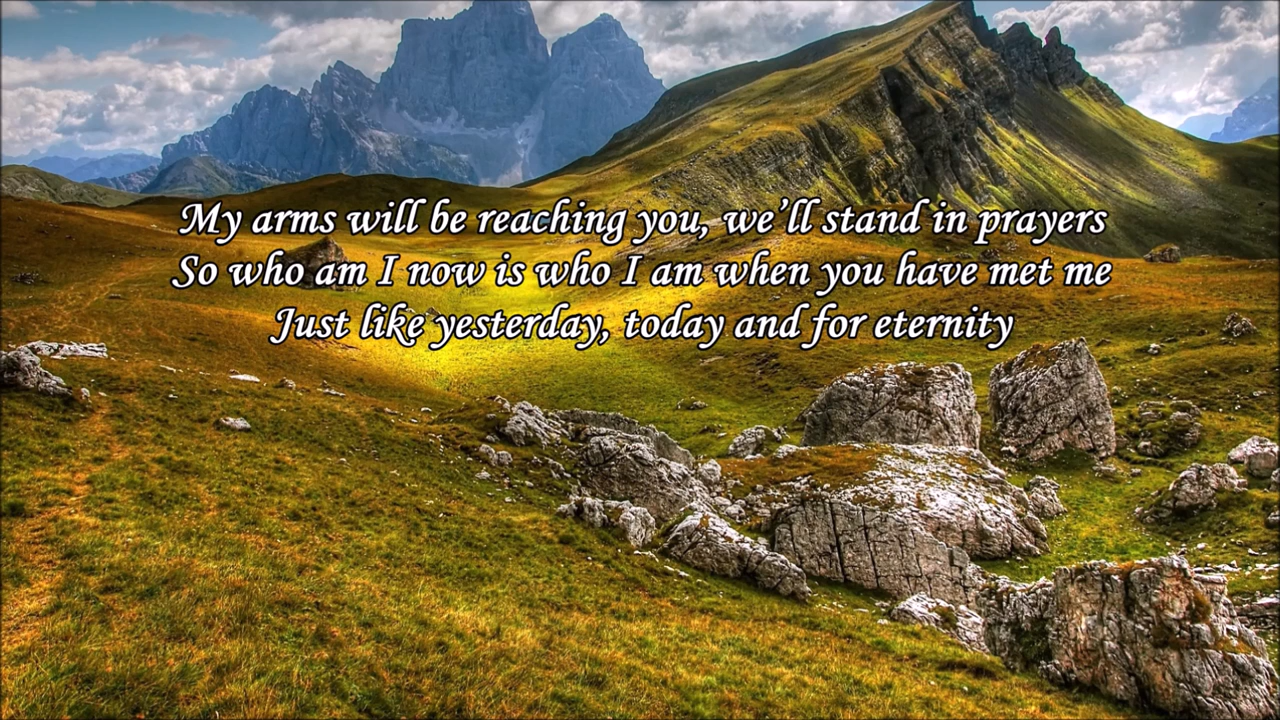 My arms will be reaching you, we’ll stand in prayers
So who am I now is who I am when you have met me
Just like yesterday, today and for eternity